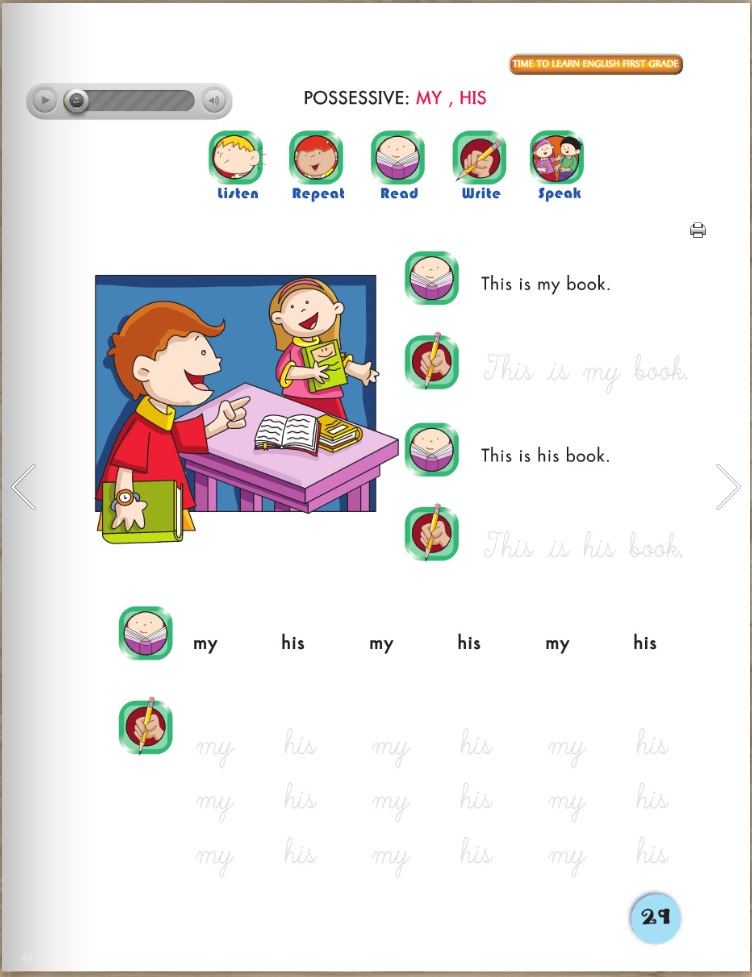 TIME TO LEARN ENGLISH FIRST GRADE
POSSESSIVE: MY , HIS
Listen Repeat Read Write Speak
This is my book.
This is my book.
This is his book.
This is his book.
my his my his my his
my his my his my his
my his my his my his
my his my his my his
29